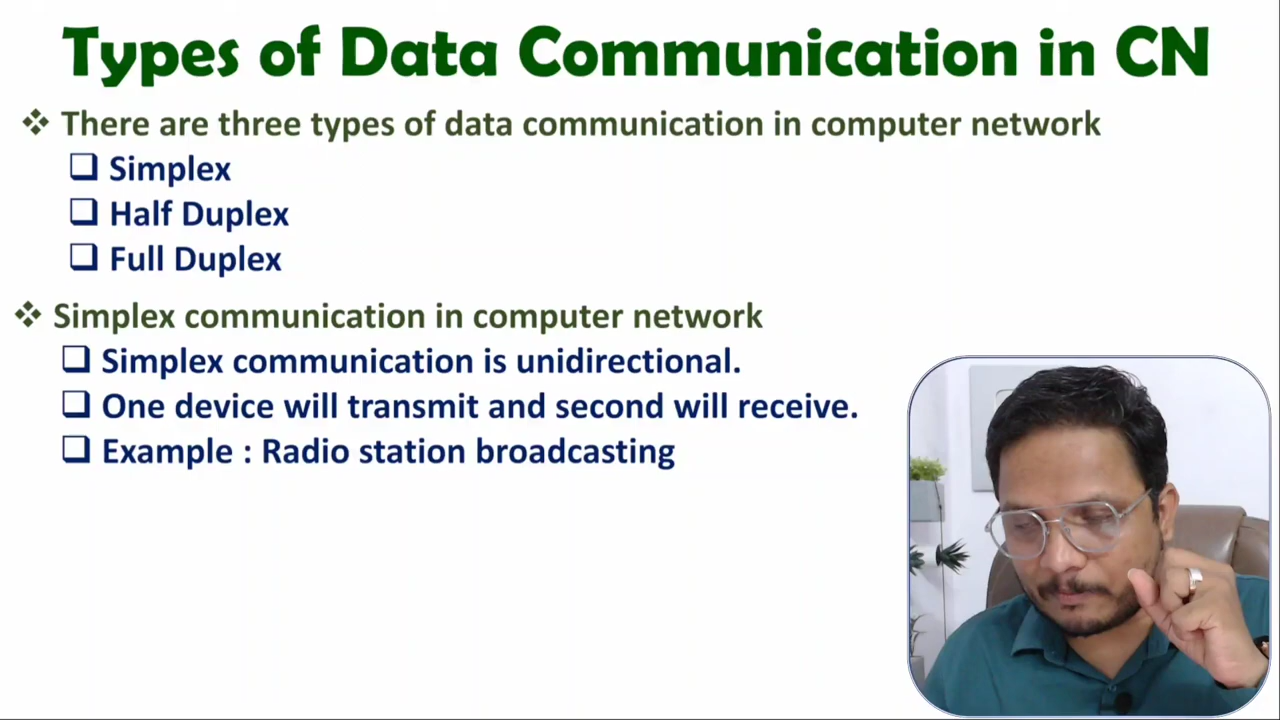 Types of Data Communication in CN
There are three types of data communication in computer network
Simplex
Half Duplex
Full Duplex
Simplex communication in computer network
Simplex communication is unidirectional.
One device will transmit and second will receive.
Example : Radio station broadcasting